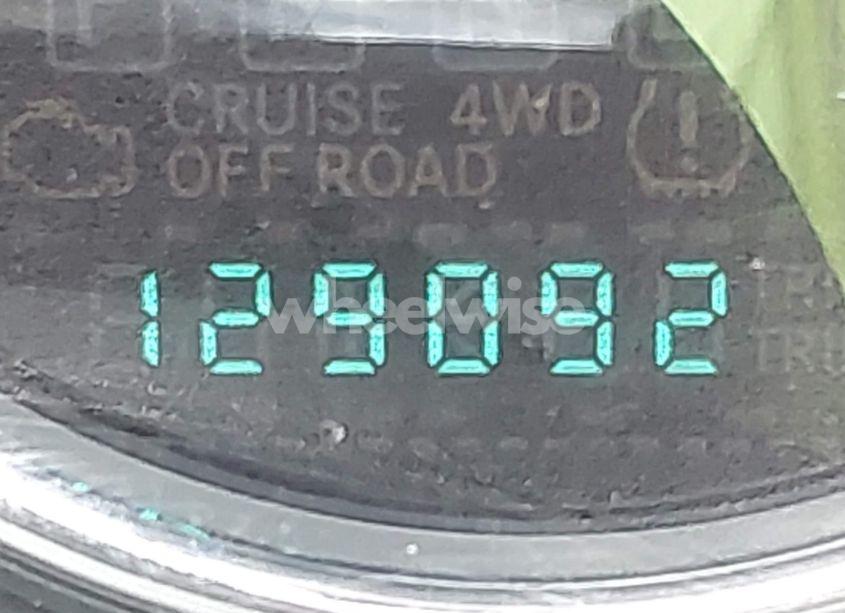 CRUISE 4WD
OFF ROAD
129092
wheelwise